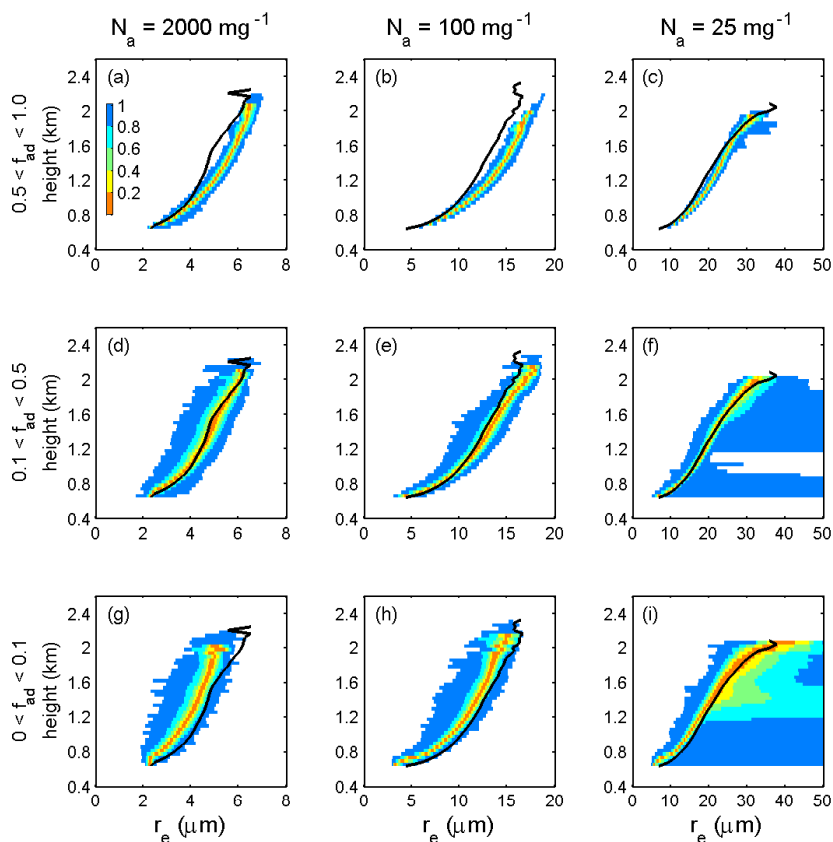 N_a = 2000 mg^-1 N_a = 100 mg^-1 N_a = 25 mg^-1
0.5 < f_ad < 1.0
height (km)
(a) (b) (c)
1
0.8
0.6
0.4
0.2
2.4 2.4 2.4
2 2 2
1.6 1.6 1.6
1.2 1.2 1.2
0.8 0.8 0.8
0.4 0.4 0.4
0 2 4 6 8 0 5 10 15 20 0 10 20 30 40 50
0.1 < f_ad < 0.5
height (km)
(d) (e) (f)
2.4 2.4 2.4
2 2 2
1.6 1.6 1.6
1.2 1.2 1.2
0.8 0.8 0.8
0.4 0.4 0.4
0 2 4 6 8 0 5 10 15 20 0 10 20 30 40 50
0 < f_ad < 0.1
height (km)
(g) (h) (i)
2.4 2.4 2.4
2 2 2
1.6 1.6 1.6
1.2 1.2 1.2
0.8 0.8 0.8
0.4 0.4 0.4
0 2 4 6 8 0 5 10 15 20 0 10 20 30 40 50
r_e (μm) r_e (μm) r_e (μm)